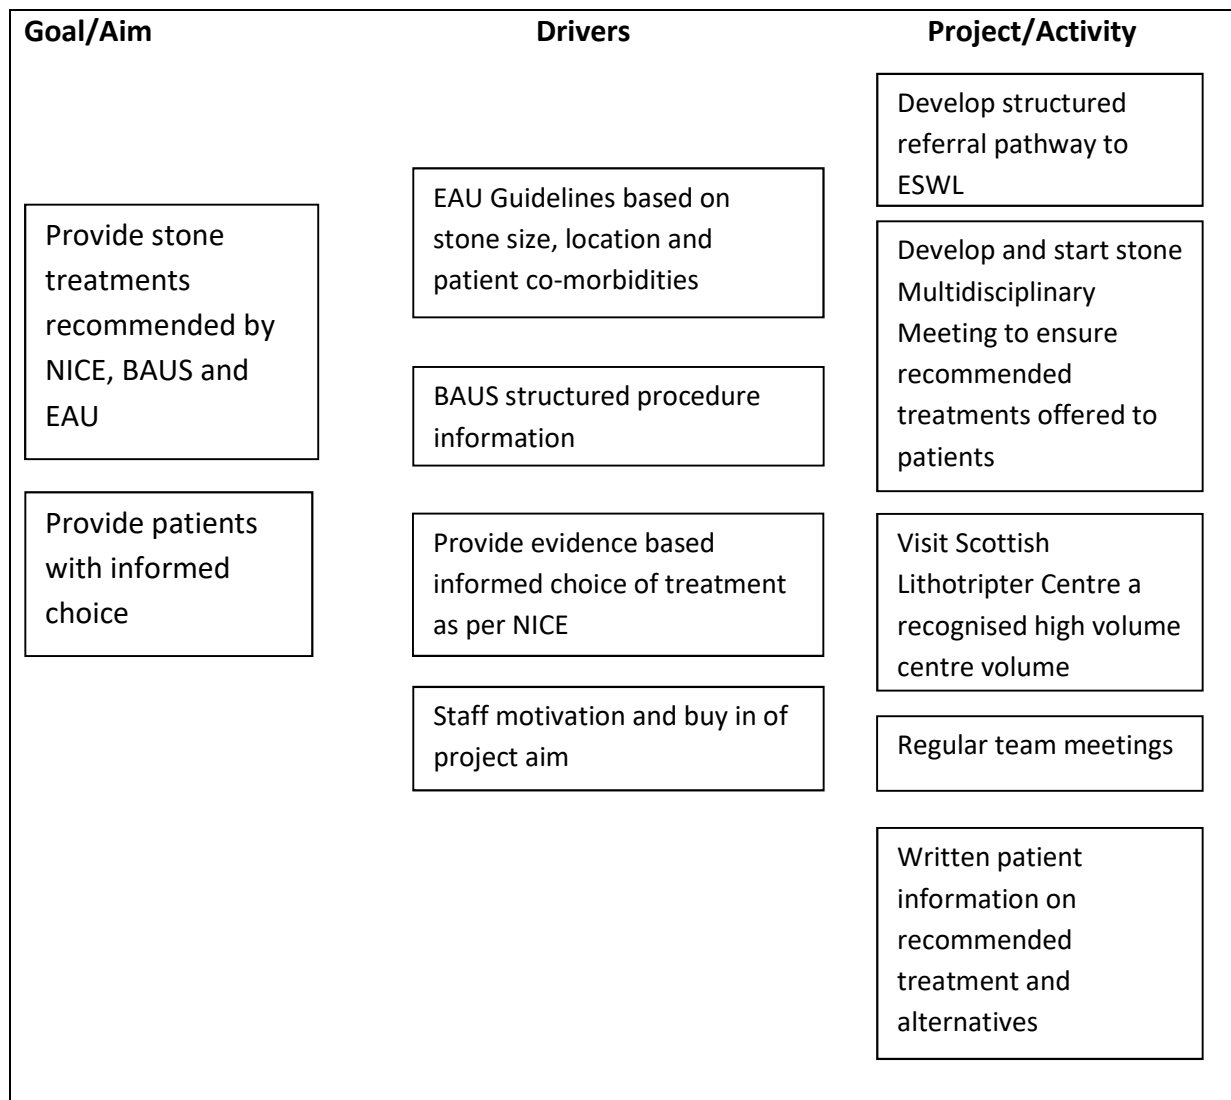 Goal/Aim
Drivers
Project/Activity
Provide stone
treatments
recommended by
NICE, BAUS and
EAU
Provide patients
with informed
choice
EAU Guidelines based on
stone size, location and
patient co-morbidities
BAUS structured procedure
information
Provide evidence based
informed choice of treatment
as per NICE
Staff motivation and buy in of
project aim
Develop structured
referral pathway to
ESWL
Develop and start stone
Multidisciplinary
Meeting to ensure
recommended
treatments offered to
patients
Visit Scottish
Lithotripter Centre a
recognised high volume
centre volume
Regular team meetings
Written patient
information on
recommended
treatment and
alternatives